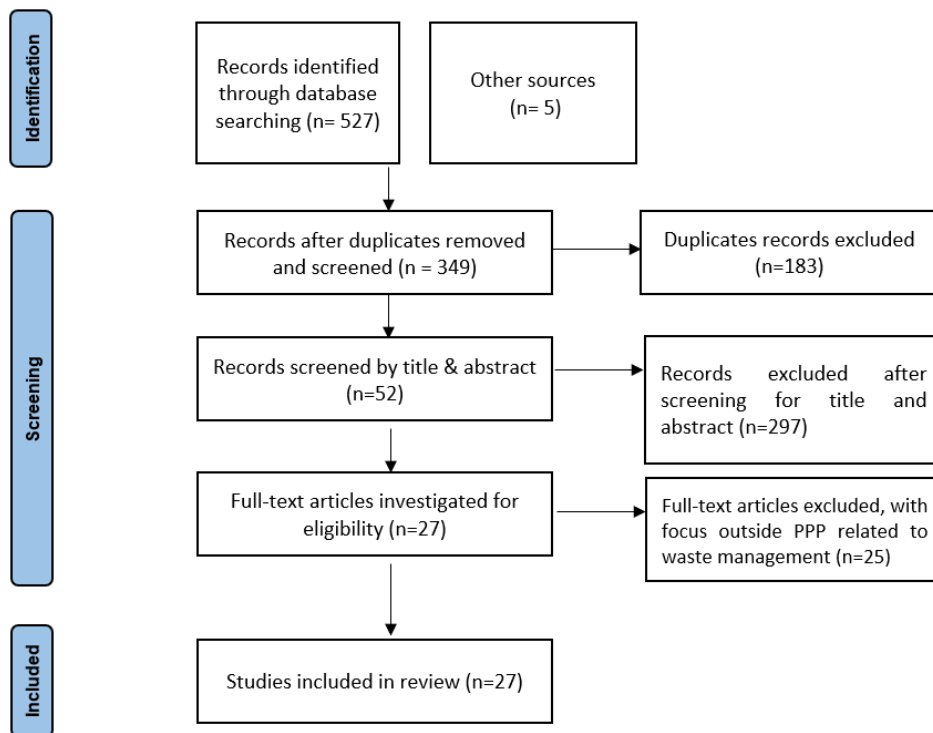 Identification
Records identified
through database
searching (n= 527)
Other sources
(n= 5)
Screening
Records after duplicates removed
and screened (n = 349)
Duplicates records excluded
(n=183)
Records screened by title & abstract
(n=52)
Records excluded after
screening for title and
abstract (n=297)
Full-text articles investigated for
eligibility (n=27)
Full-text articles excluded, with
focus outside PPP related to
waste management (n=25)
Included
Studies included in review (n=27)